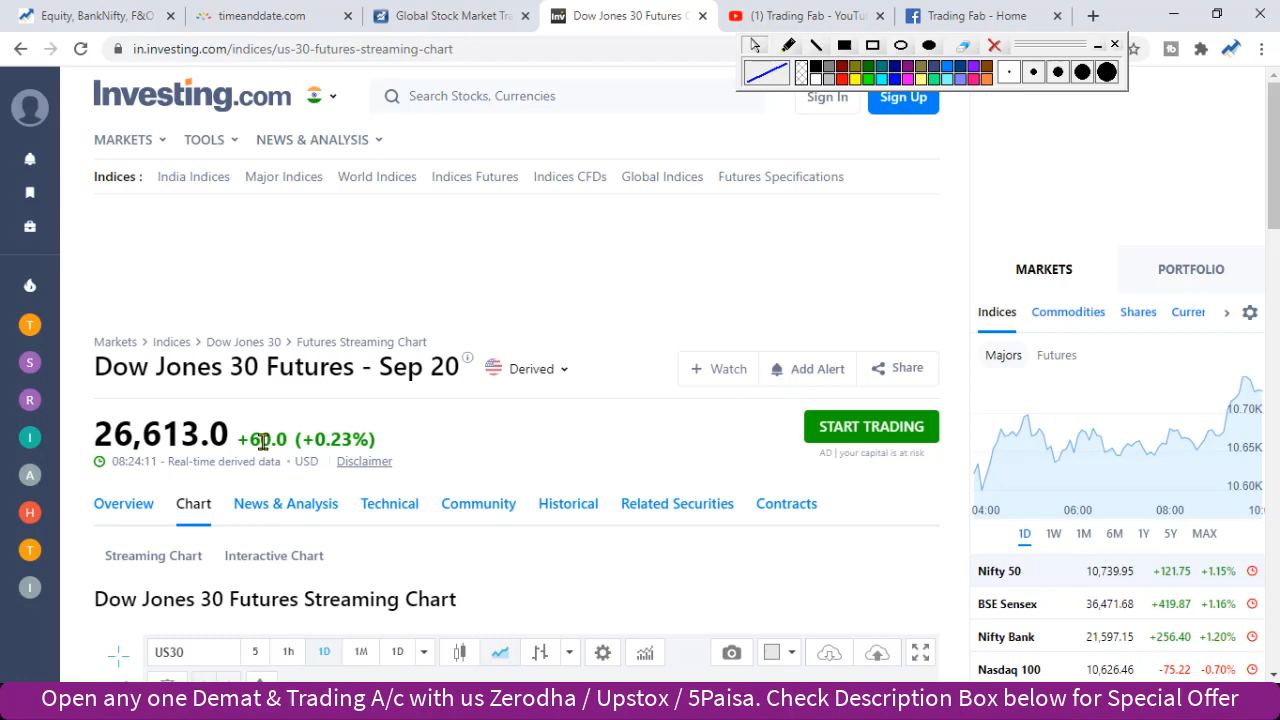 Equity, BankNifty, F&O
timeanddate.com
Global Stock Market Tra
Dow Jones 30 Futures C
(1) Trading Fab - YouTu
Trading Fab - Home
in.investing.com/indices/us-30-futures-streaming-chart
Investing.com
Search Stocks, Currencies
Sign In
Sign Up
MARKETS
TOOLS
NEWS & ANALYSIS
Indices :
India Indices
Major Indices
World Indices
Indices Futures
Indices CFDs
Global Indices
Futures Specifications
MARKETS
PORTFOLIO
Indices
Commodities
Shares
Currer
Majors
Futures
Markets
Indices
Dow Jones 30
Futures Streaming Chart
Dow Jones 30 Futures - Sep 20
Derived
Watch
Add Alert
Share
26,613.0 +60.0 (+0.23%)
START TRADING
AD | your capital is at risk
08:24:11 - Real-time derived data
USD
Disclaimer
10.70K
10.65K
10.60K
04:00
06:00
08:00
10:
Overview
Chart
News & Analysis
Technical
Community
Historical
Related Securities
Contracts
1D
1W
1M
6M
1Y
5Y
MAX
Streaming Chart
Interactive Chart
Dow Jones 30 Futures Streaming Chart
Nifty 50 10,739.95 +121.75 +1.15%
BSE Sensex 36,471.68 +419.87 +1.16%
Nifty Bank 21,597.15 +256.40 +1.20%
Nasdaq 100 10,626.46 -75.22 -0.70%
US30
5
1h
1D
1M
1D
T
S
R
I
A
H
T
I
Open any one Demat & Trading A/c with us Zerodha / Upstox / 5Paisa. Check Description Box below for Special Offer